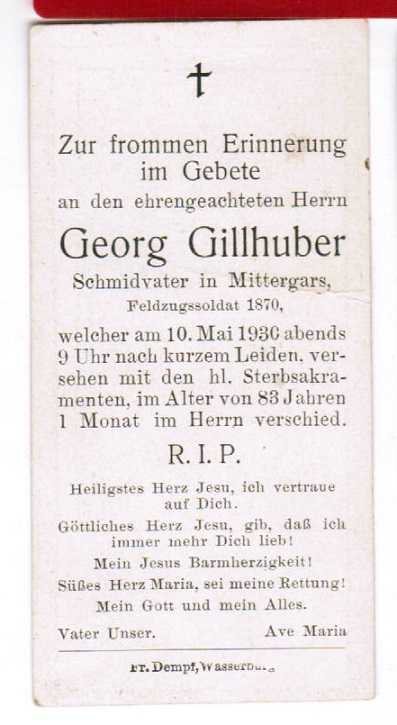 Zur frommen Erinnerung
im Gebete
an den ehrengeachteten Herrn
Georg Gillhuber
Schmidvater in Mittergars,
Feldzugssoldat 1870,
welcher am 10. Mai 1930 abends
9 Uhr nach kurzem Leiden, ver-
sehen mit den hl. Sterbsakra-
menten, im Alter von 83 Jahren
1 Monat im Herrn verschied.
R. I. P.
Heiligstes Herz Jesu, ich vertraue
auf Dich.
Göttliches Herz Jesu, gib, daß ich
immer mehr Dich lieb!
Mein Jesus Barmherzigkeit!
Süßes Herz Maria, sei meine Rettung!
Mein Gott und mein Alles.
Vater Unser. Ave Maria
Fr. Dempf, Wasserburg